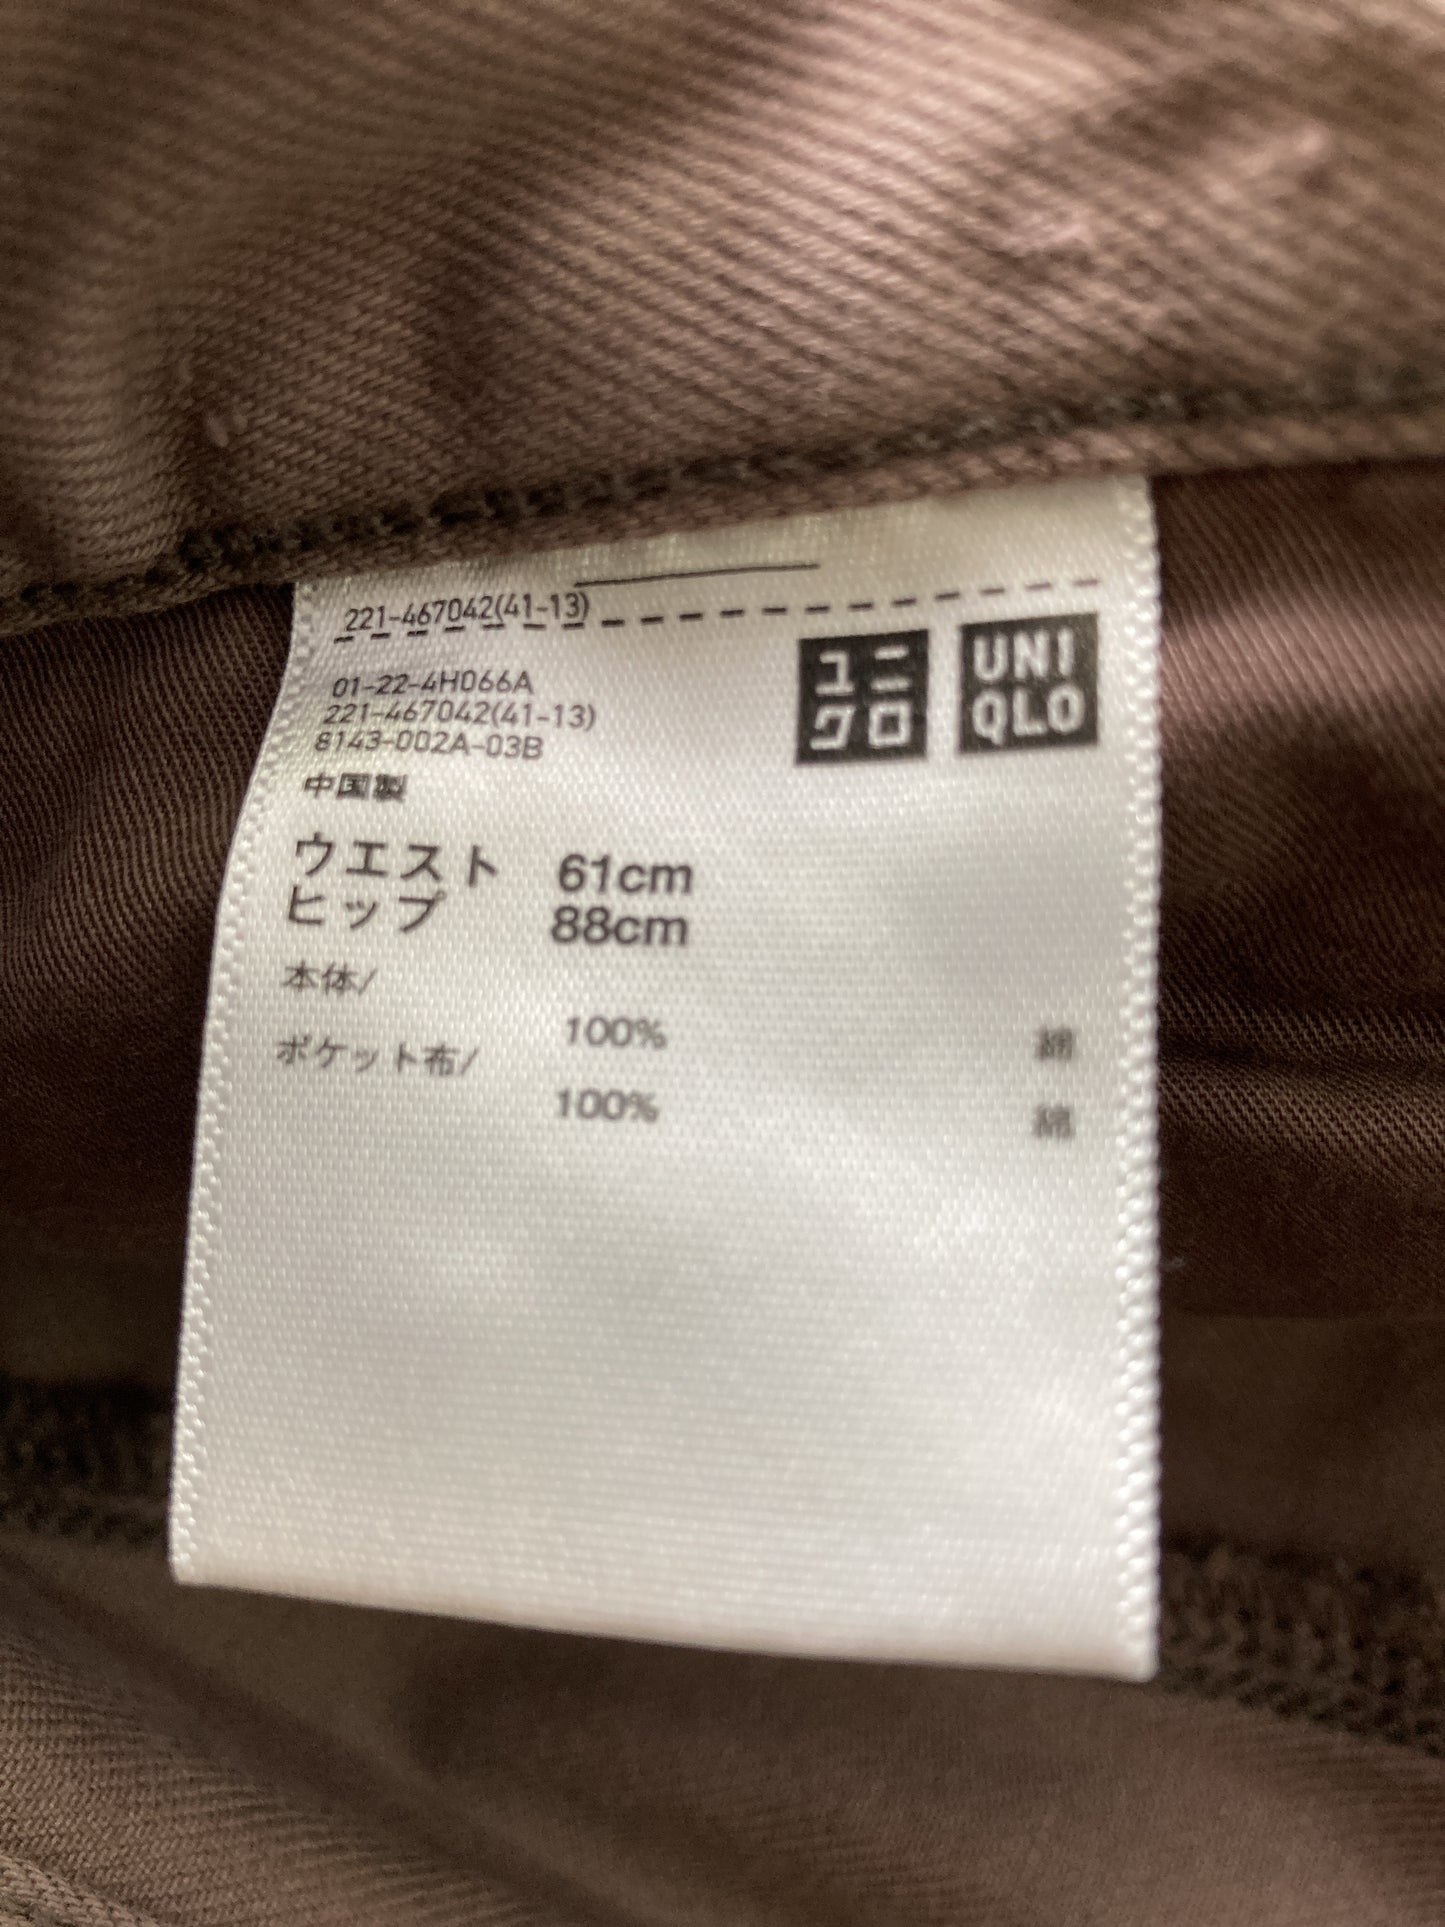 221-467042(41-13)
01-22-4H066A
221-467042(41-13)
8143-002A-03B
中国製
ユニ
クロ
UNI
QLO
ウエスト 61cm
ヒップ 88cm
本体/
100% 綿
ポケット布/
100% 綿